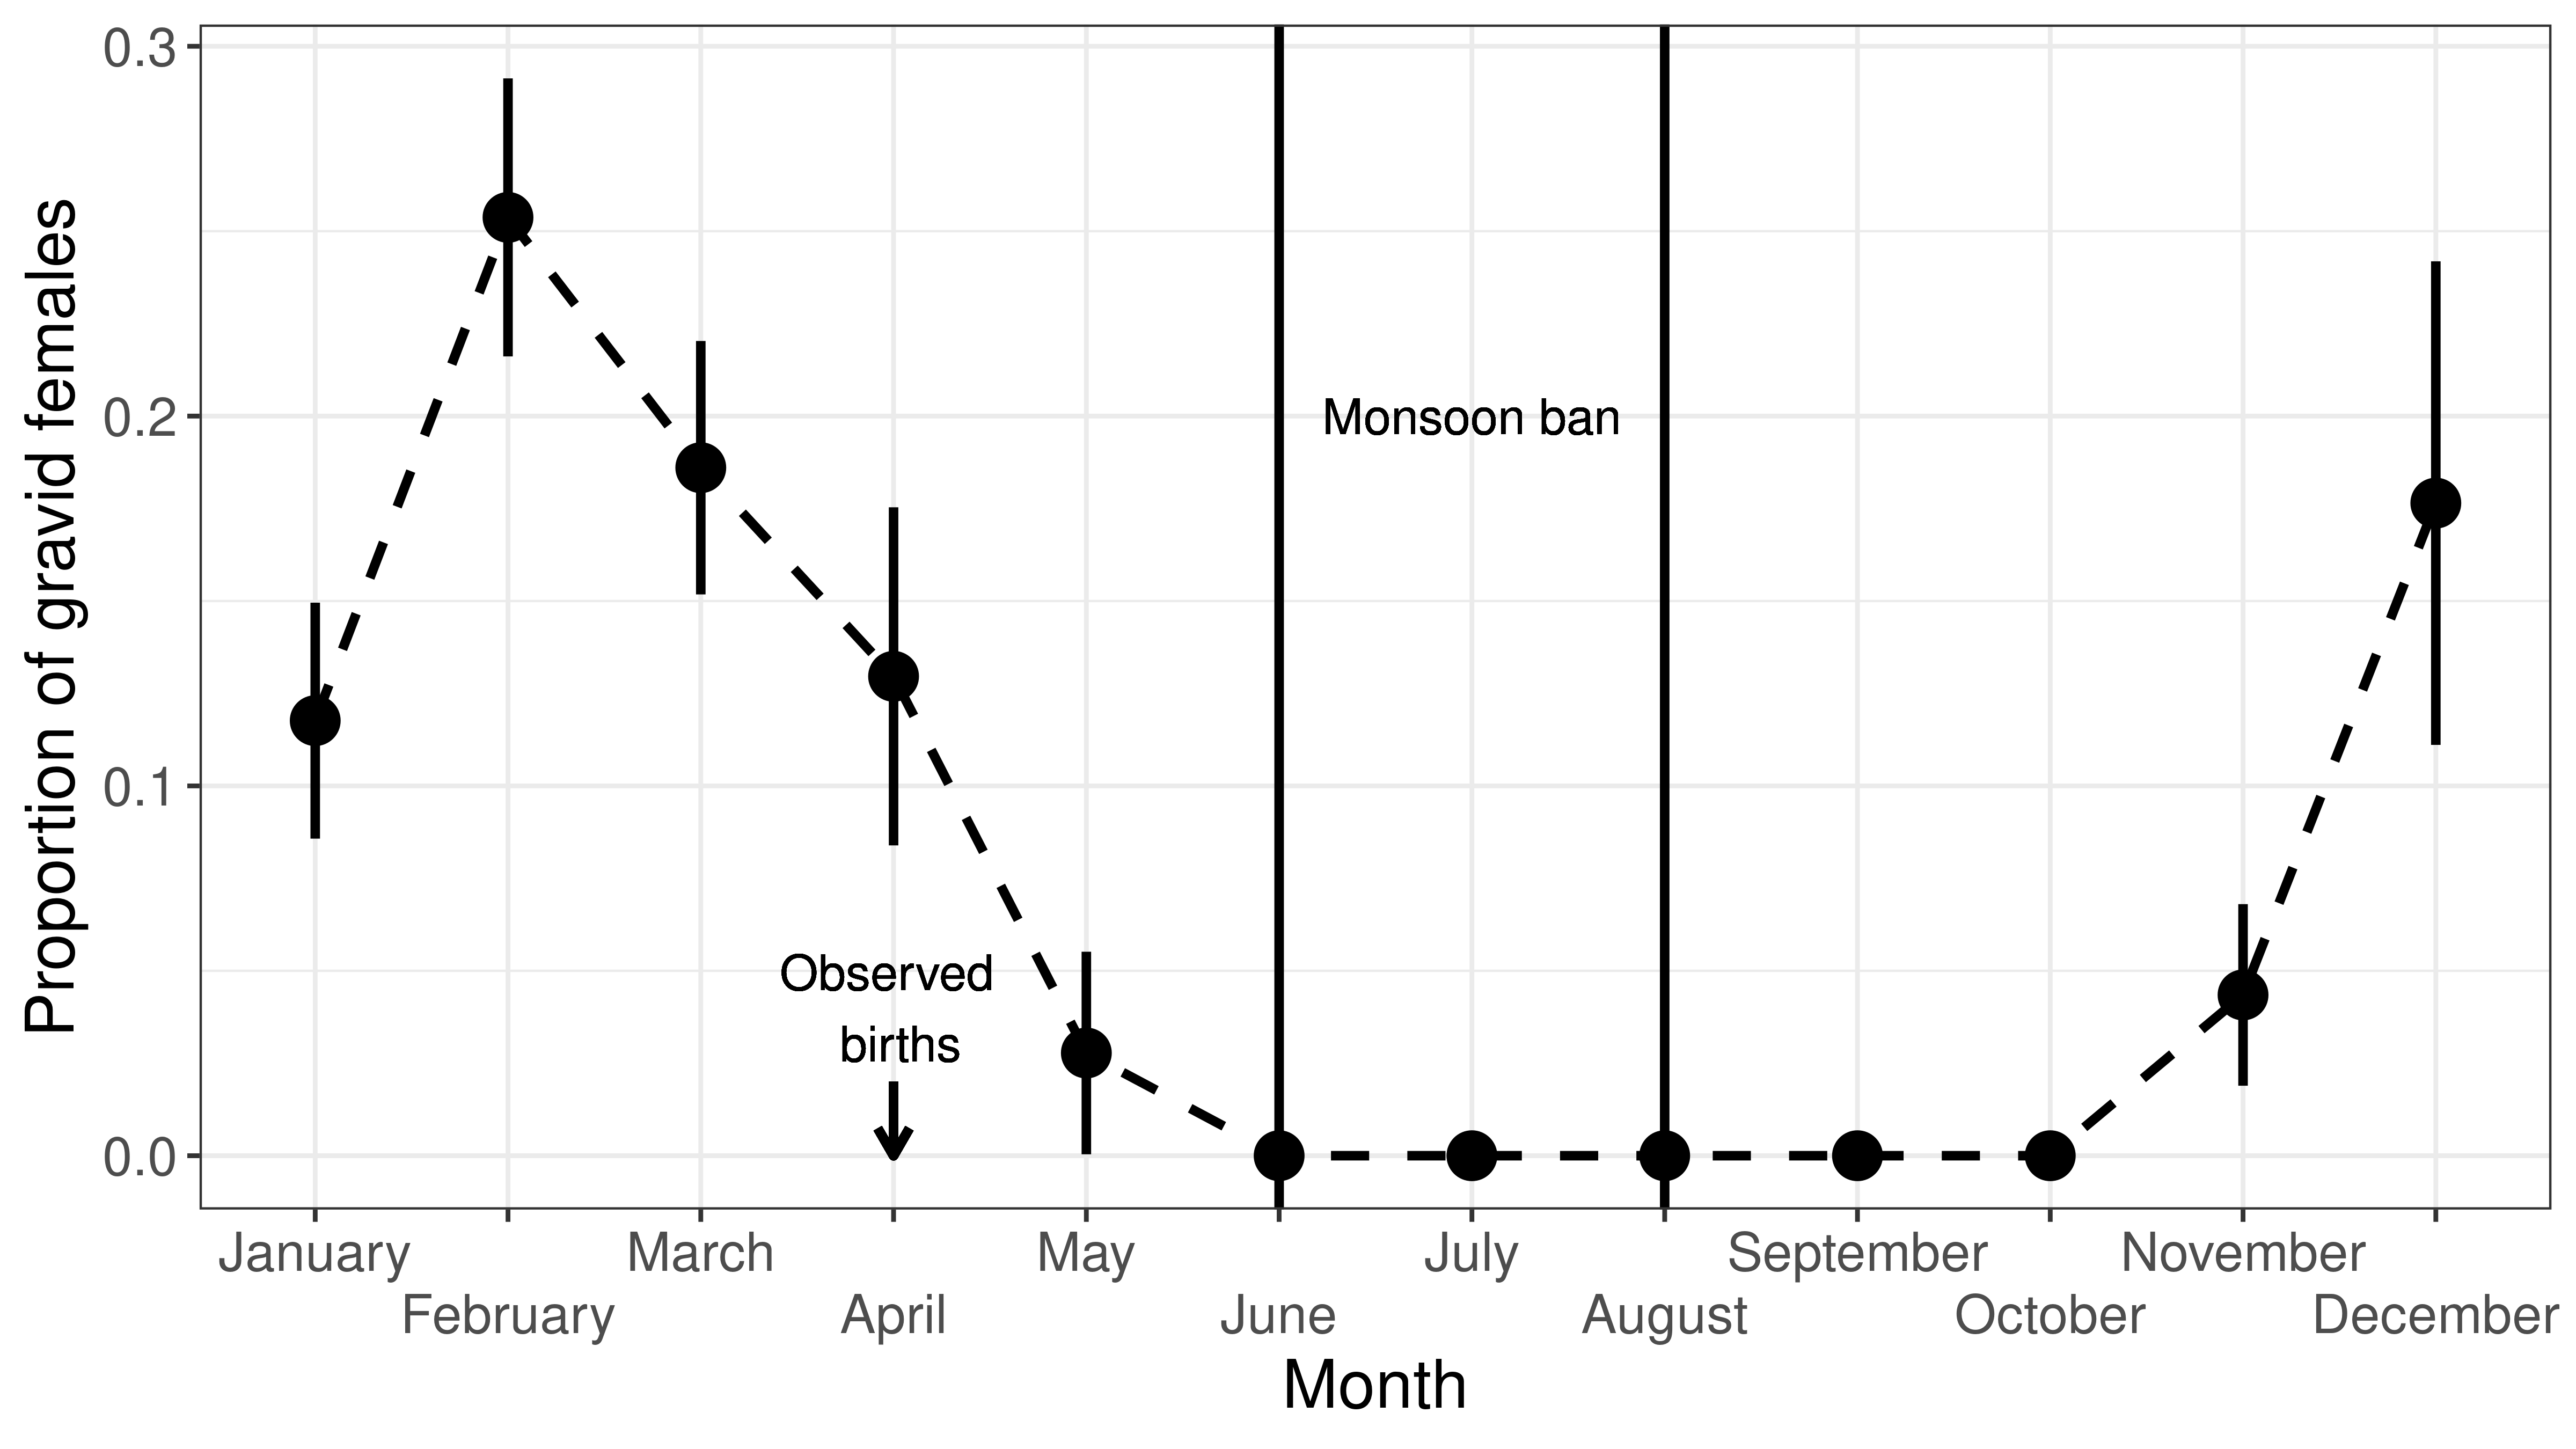 Proportion of gravid females
0.3
0.2
0.1
0.0
Monsoon ban
Observed
births
January
February
March
April
May
June
July
August
September
October
November
December
Month